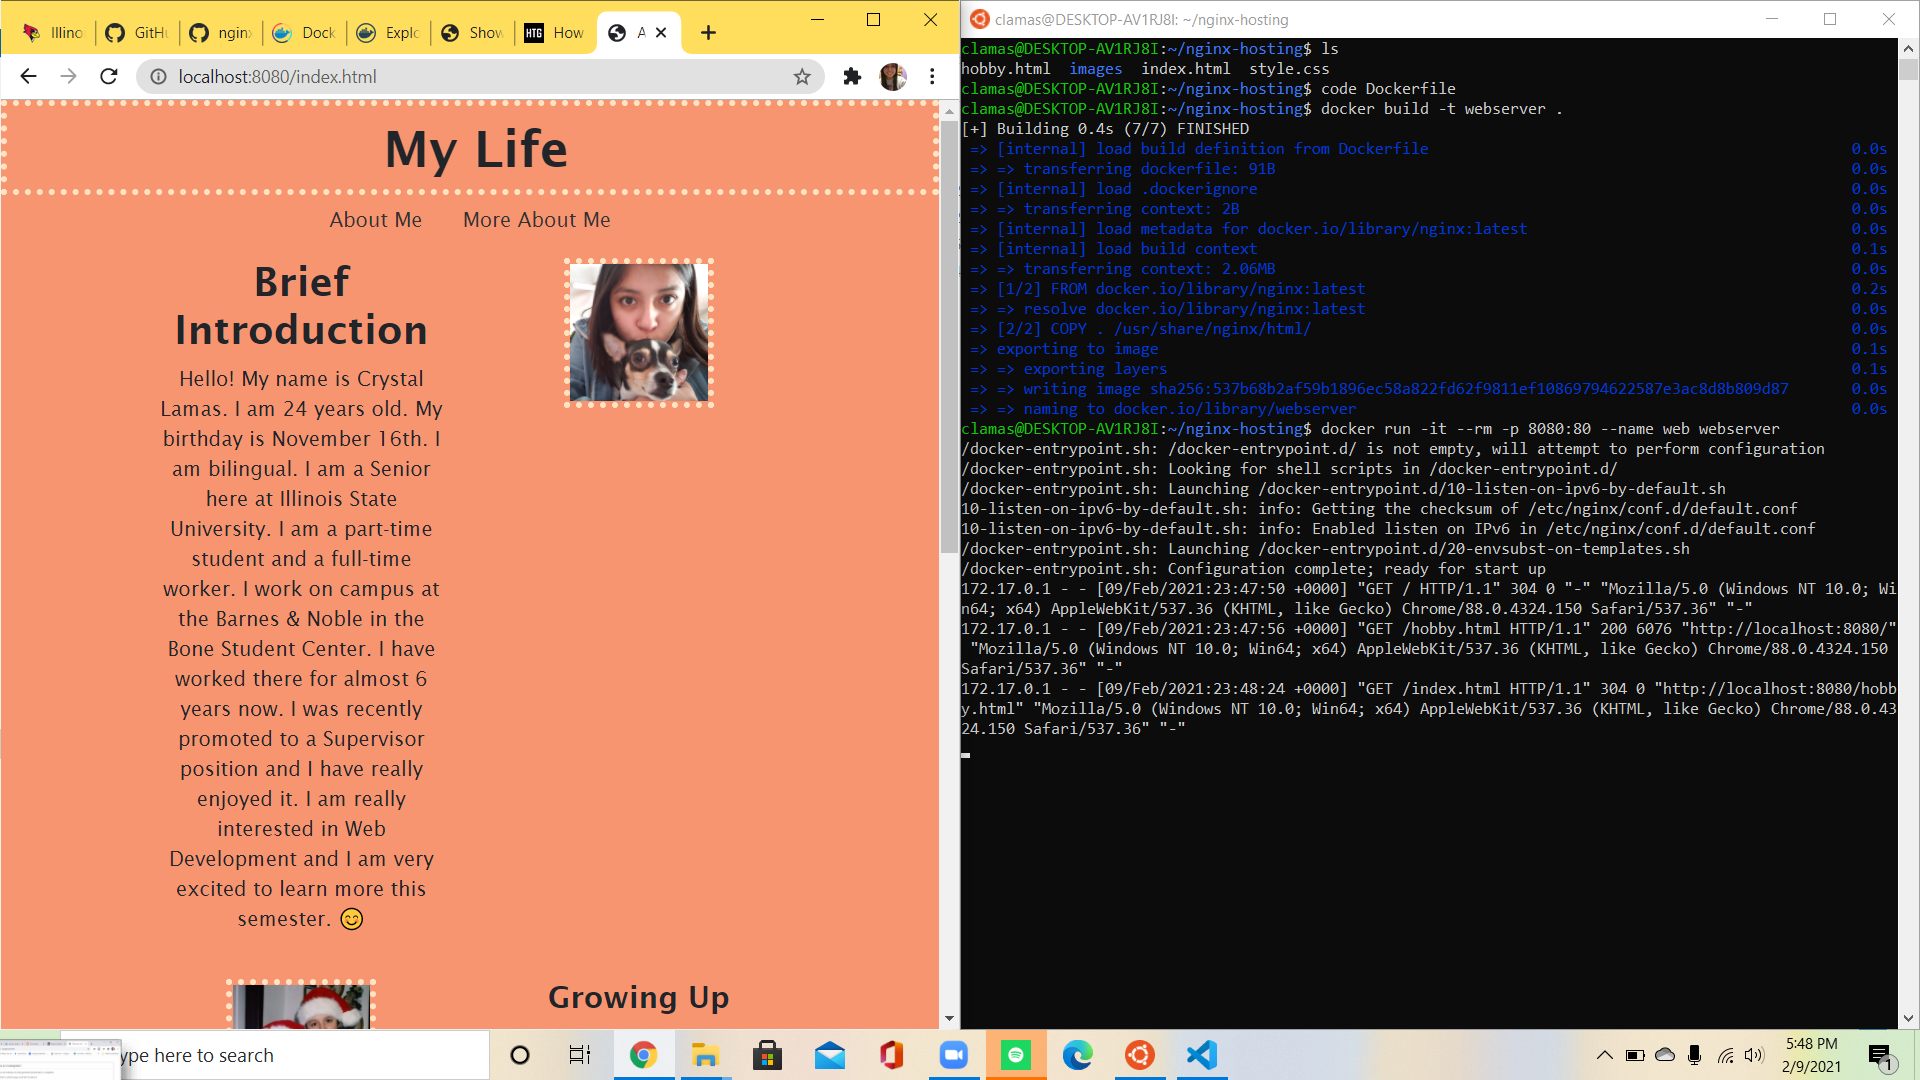 Illino
GitHu
nginx
Dock
Explo
Show
HTG
How
A
localhost:8080/index.html
My Life
About Me
More About Me
Brief
Introduction
Hello! My name is Crystal
Lamas. I am 24 years old. My
birthday is November 16th. I
am bilingual. I am a Senior
here at Illinois State
University. I am a part-time
student and a full-time
worker. I work on campus at
the Barnes & Noble in the
Bone Student Center. I have
worked there for almost 6
years now. I was recently
promoted to a Supervisor
position and I have really
enjoyed it. I am really
interested in Web
Development and I am very
excited to learn more this
semester. 😊
Growing Up
clamas@DESKTOP-AV1RJ8I: ~/nginx-hosting
clamas@DESKTOP-AV1RJ8I:~/nginx-hosting$ ls
hobby.html  images  index.html  style.css
clamas@DESKTOP-AV1RJ8I:~/nginx-hosting$ code Dockerfile
clamas@DESKTOP-AV1RJ8I:~/nginx-hosting$ docker build -t webserver .
[+] Building 0.4s (7/7) FINISHED
=> [internal] load build definition from Dockerfile 0.0s
=> => transferring dockerfile: 91B 0.0s
=> [internal] load .dockerignore 0.0s
=> => transferring context: 2B 0.0s
=> [internal] load metadata for docker.io/library/nginx:latest 0.0s
=> [internal] load build context 0.1s
=> => transferring context: 2.06MB 0.0s
=> [1/2] FROM docker.io/library/nginx:latest 0.2s
=> => resolve docker.io/library/nginx:latest 0.0s
=> [2/2] COPY . /usr/share/nginx/html/ 0.0s
=> exporting to image 0.1s
=> => exporting layers 0.1s
=> => writing image sha256:537b68b2af59b1896ec58a822fd62f9811ef10869794622587e3ac8d8b809d87 0.0s
=> => naming to docker.io/library/webserver 0.0s
clamas@DESKTOP-AV1RJ8I:~/nginx-hosting$ docker run -it --rm -p 8080:80 --name web webserver
/docker-entrypoint.sh: /docker-entrypoint.d/ is not empty, will attempt to perform configuration
/docker-entrypoint.sh: Looking for shell scripts in /docker-entrypoint.d/
/docker-entrypoint.sh: Launching /docker-entrypoint.d/10-listen-on-ipv6-by-default.sh
10-listen-on-ipv6-by-default.sh: info: Getting the checksum of /etc/nginx/conf.d/default.conf
10-listen-on-ipv6-by-default.sh: info: Enabled listen on IPv6 in /etc/nginx/conf.d/default.conf
/docker-entrypoint.sh: Launching /docker-entrypoint.d/20-envsubst-on-templates.sh
/docker-entrypoint.sh: Configuration complete; ready for start up
172.17.0.1 - - [09/Feb/2021:23:47:50 +0000] "GET / HTTP/1.1" 304 0 "-" "Mozilla/5.0 (Windows NT 10.0; Wi
n64; x64) AppleWebKit/537.36 (KHTML, like Gecko) Chrome/88.0.4324.150 Safari/537.36" "-"
172.17.0.1 - - [09/Feb/2021:23:47:56 +0000] "GET /hobby.html HTTP/1.1" 200 6076 "http://localhost:8080/"
"Mozilla/5.0 (Windows NT 10.0; Win64; x64) AppleWebKit/537.36 (KHTML, like Gecko) Chrome/88.0.4324.150
Safari/537.36" "-"
172.17.0.1 - - [09/Feb/2021:23:48:24 +0000] "GET /index.html HTTP/1.1" 304 0 "http://localhost:8080/hobb
y.html" "Mozilla/5.0 (Windows NT 10.0; Win64; x64) AppleWebKit/537.36 (KHTML, like Gecko) Chrome/88.0.43
24.150 Safari/537.36" "-"
ype here to search
5:48 PM
2/9/2021
1